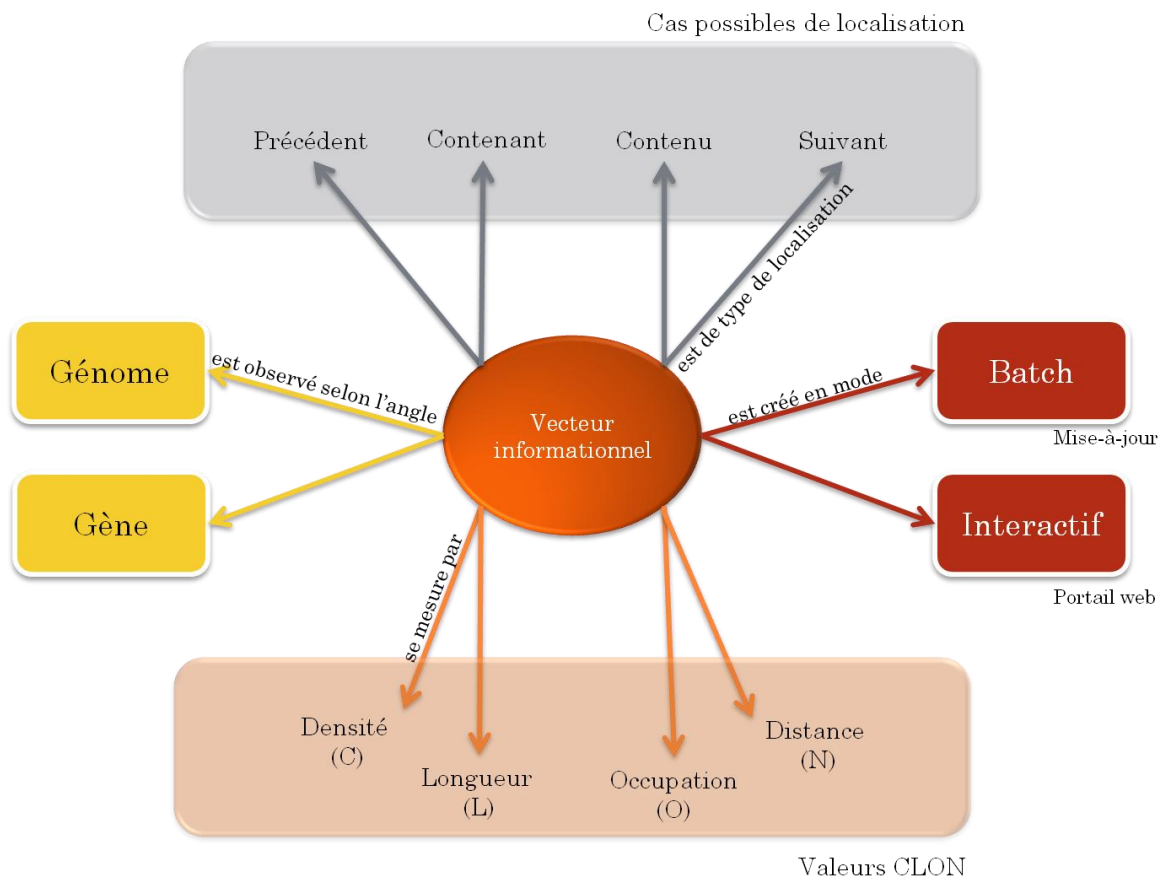 Cas possibles de localisation
Précédent
Contenant
Contenu
Suivant
est de type de localisation
Génome
est observé selon l'angle
Gène
Vecteur
informationnel
est créé en mode
Batch
Mise-à-jour
Interactif
Portail web
se mesure par
Densité
(C)
Longueur
(L)
Occupation
(O)
Distance
(N)
Valeurs CLON